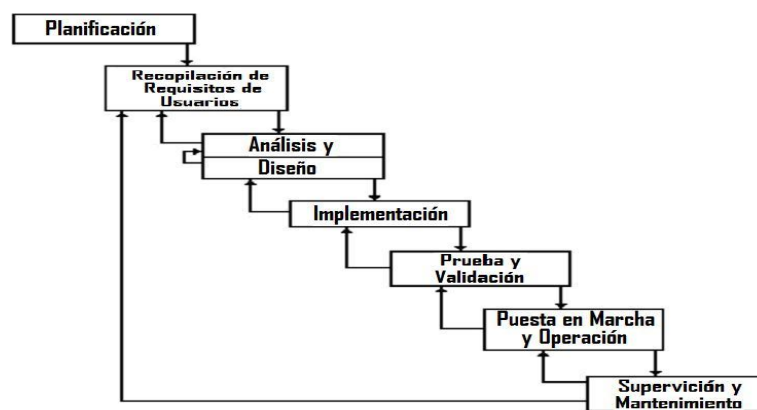 Planificación
Recopilación de
Requisitos de
Usuarios
Análisis y
Diseño
Implementación
Prueba y
Validación
Puesta en Marcha
y Operación
Supervición y
Mantenimiento